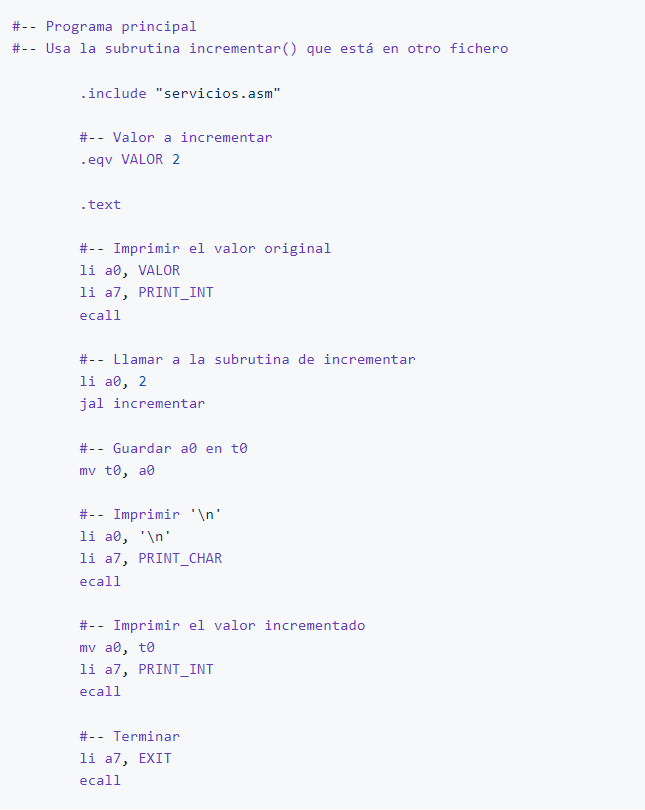 #-- Programa principal
#-- Usa la subrutina incrementar() que está en otro fichero
.include "servicios.asm"
#-- Valor a incrementar
.eqv VALOR 2
.text
#-- Imprimir el valor original
li a0, VALOR
li a7, PRINT_INT
ecall
#-- Llamar a la subrutina de incrementar
li a0, 2
jal incrementar
#-- Guardar a0 en t0
mv t0, a0
#-- Imprimir '\n'
li a0, '\n'
li a7, PRINT_CHAR
ecall
#-- Imprimir el valor incrementado
mv a0, t0
li a7, PRINT_INT
ecall
#-- Terminar
li a7, EXIT
ecall